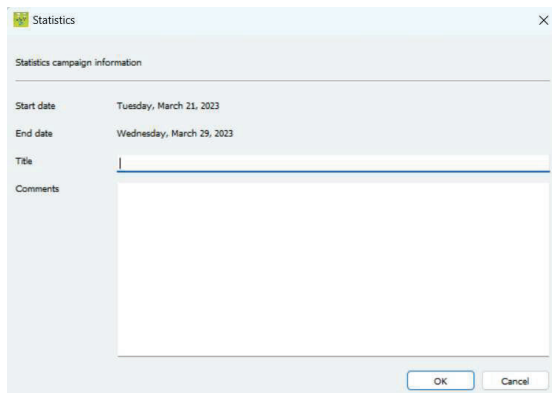 Statistics
Statistics campaign information
Start date Tuesday, March 21, 2023
End date Wednesday, March 29, 2023
Title
Comments
OK Cancel